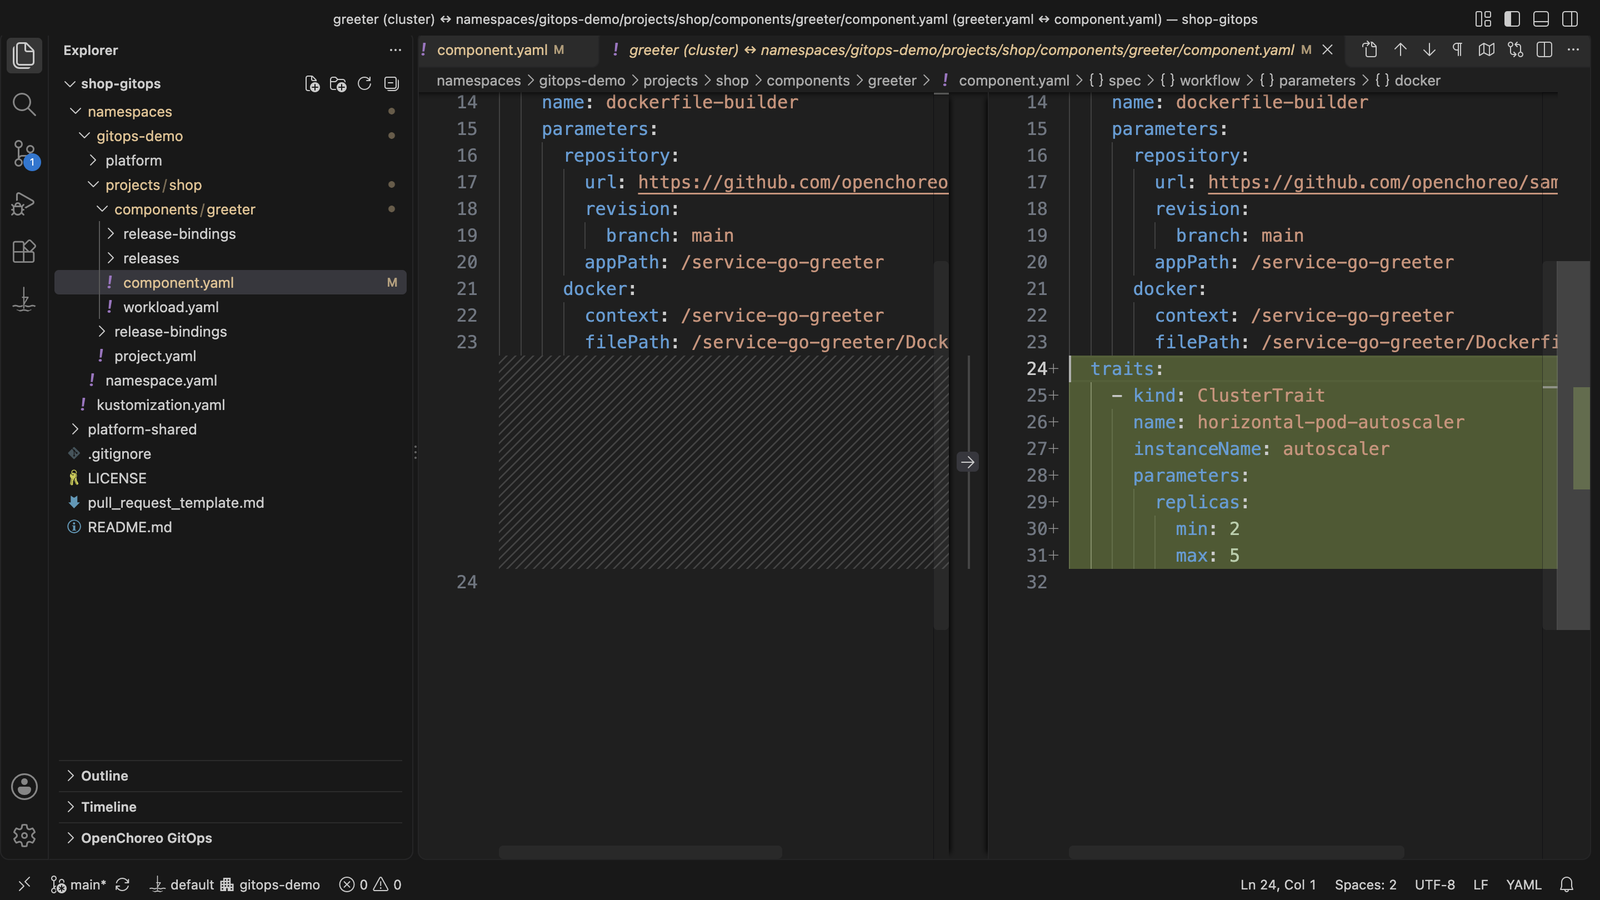 greeter (cluster) ↔ namespaces/gitops-demo/projects/shop/components/greeter/component.yaml (greeter.yaml ↔ component.yaml) — shop-gitops
Explorer
shop-gitops
namespaces
gitops-demo
platform
projects/shop
components/greeter
release-bindings
releases
! component.yaml M
! workload.yaml
release-bindings
! project.yaml
! namespace.yaml
! kustomization.yaml
platform-shared
.gitignore
LICENSE
pull_request_template.md
README.md
Outline
Timeline
OpenChoreo GitOps
1
! component.yaml M
! greeter (cluster) ↔ namespaces/gitops-demo/projects/shop/components/greeter/component.yaml M
namespaces > gitops-demo > projects > shop > components > greeter > ! component.yaml > {} spec > {} workflow > {} parameters > {} docker
14 name: dockerfile-builder
15 parameters:
16 repository:
17 url: https://github.com/openchoreo
18 revision:
19 branch: main
20 appPath: /service-go-greeter
21 docker:
22 context: /service-go-greeter
23 filePath: /service-go-greeter/Dock
24
14 name: dockerfile-builder
15 parameters:
16 repository:
17 url: https://github.com/openchoreo/sam
18 revision:
19 branch: main
20 appPath: /service-go-greeter
21 docker:
22 context: /service-go-greeter
23 filePath: /service-go-greeter/Dockerfi
24+ traits:
25+ - kind: ClusterTrait
26+ name: horizontal-pod-autoscaler
27+ instanceName: autoscaler
28+ parameters:
29+ replicas:
30+ min: 2
31+ max: 5
32
main* default gitops-demo 0 0 Ln 24, Col 1 Spaces: 2 UTF-8 LF YAML